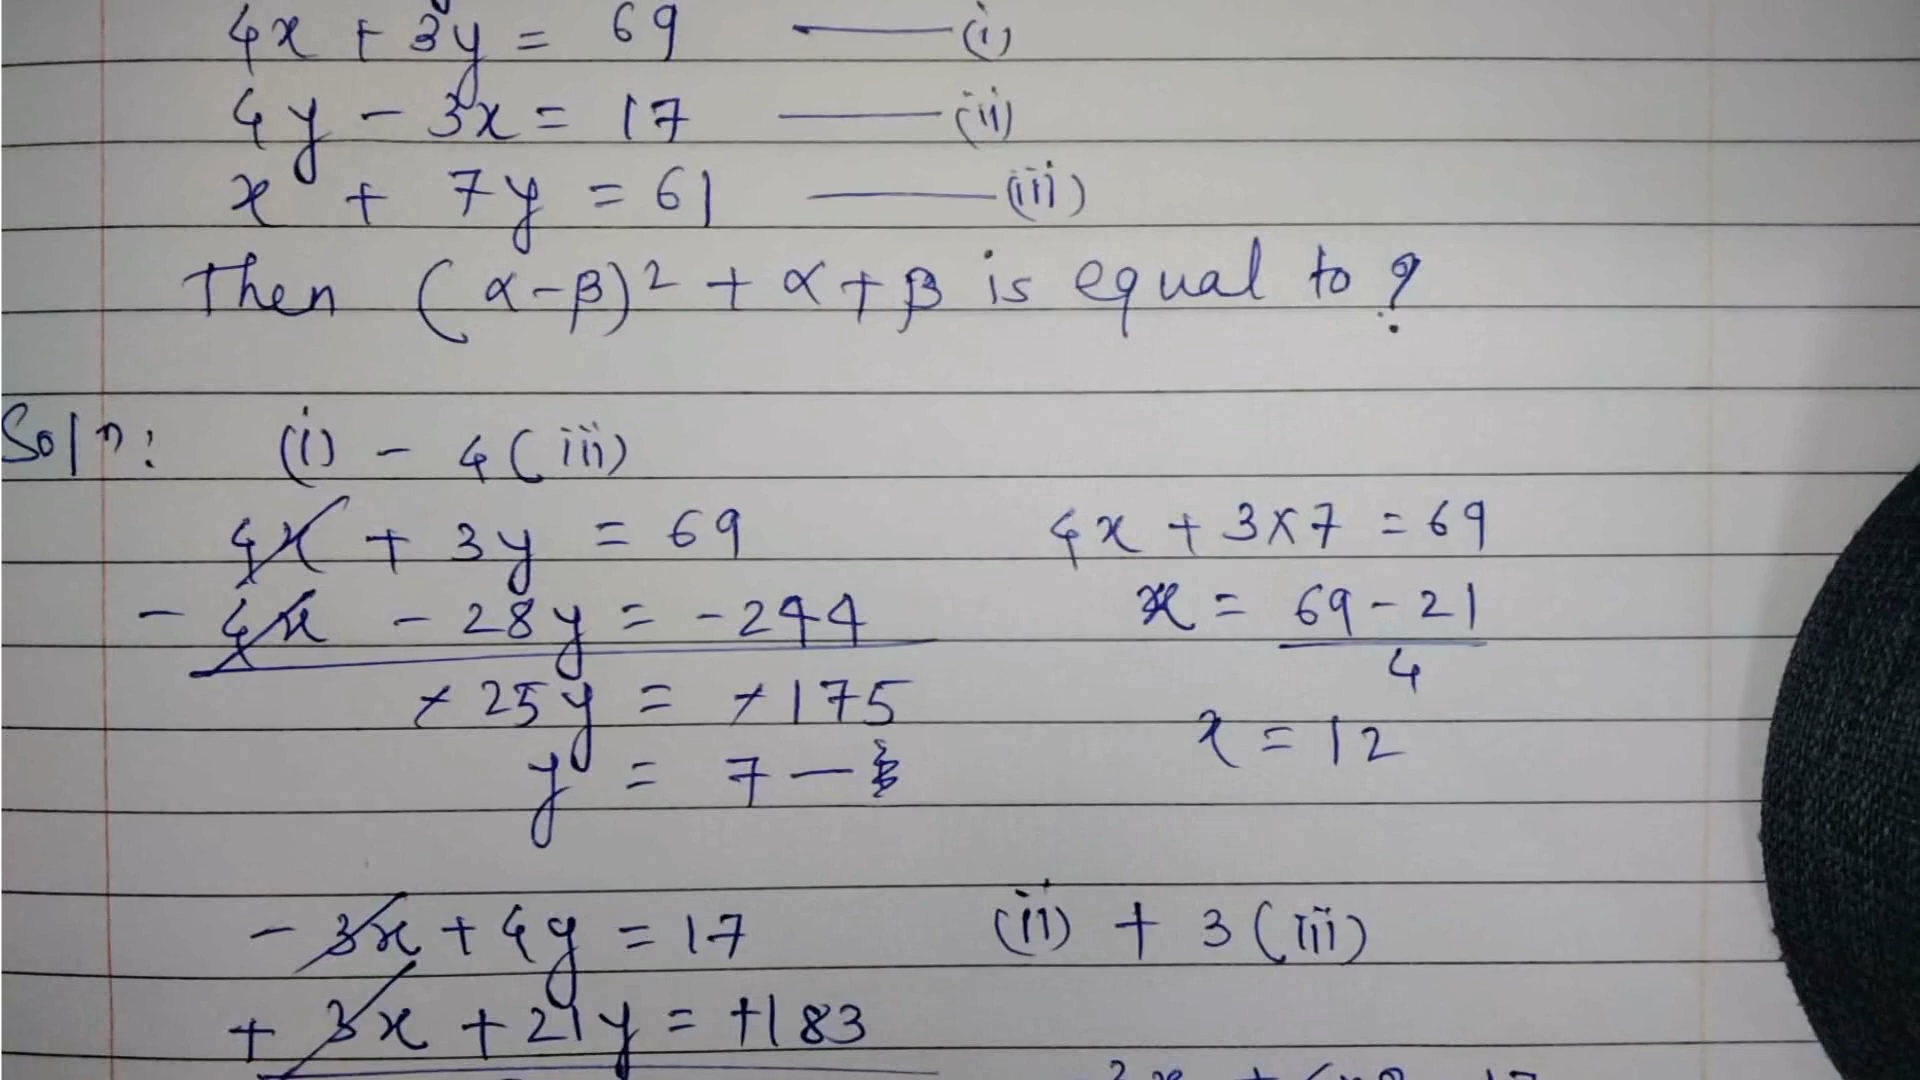 4x + 3y = 69 —— (i)
4y - 3x = 17 —— (ii)
x + 7y = 61 —— (iii)
Then (α-β)² + α+β is equal to ?
Soln: (i) - 4(iii)
4x + 3y = 69
- 4x - 28y = -244
+ 25y = +175
y = 7 —
4x + 3×7 = 69
x = 69-21
4
x = 12
- 3x + 4y = 17 (ii) + 3(iii)
+ 3x + 21y = +183